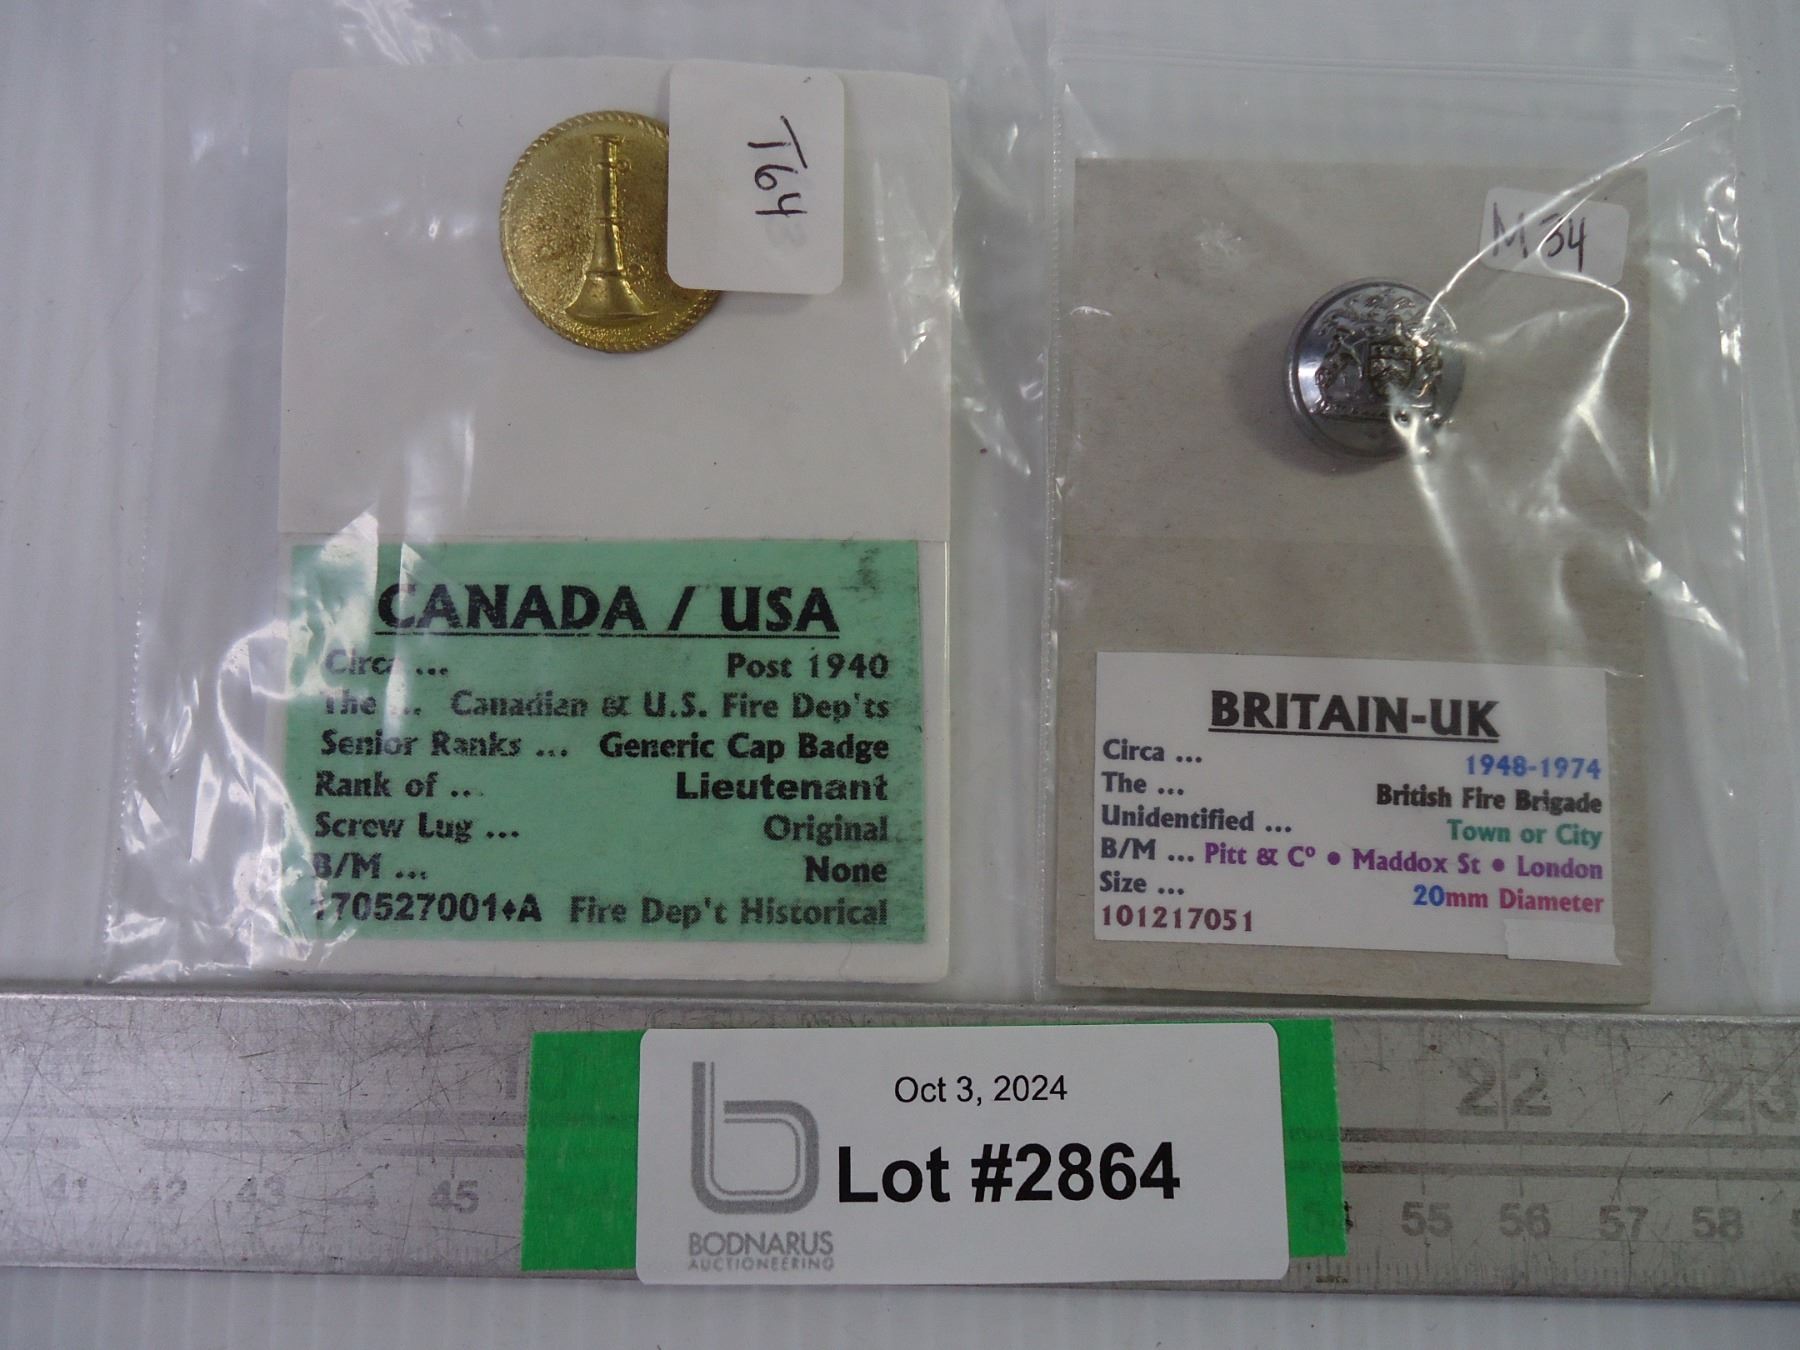 T64
CANADA / USA
Circa ... Post 1940
The ... Canadian & U.S. Fire Dep'ts
Senior Ranks ... Generic Cap Badge
Rank of ... Lieutenant
Screw Lug ... Original
B/M ... None
170527001♦A Fire Dep't Historical
M34
BRITAIN-UK
Circa ... 1948-1974
The ... British Fire Brigade
Unidentified ... Town or City
B/M ... Pitt & Cº • Maddox St • London
Size ... 20mm Diameter
101217051
Oct 3, 2024
Lot #2864
BODNARUS
AUCTIONEERING
22 23
41 42 43 44 45 55 56 57 58